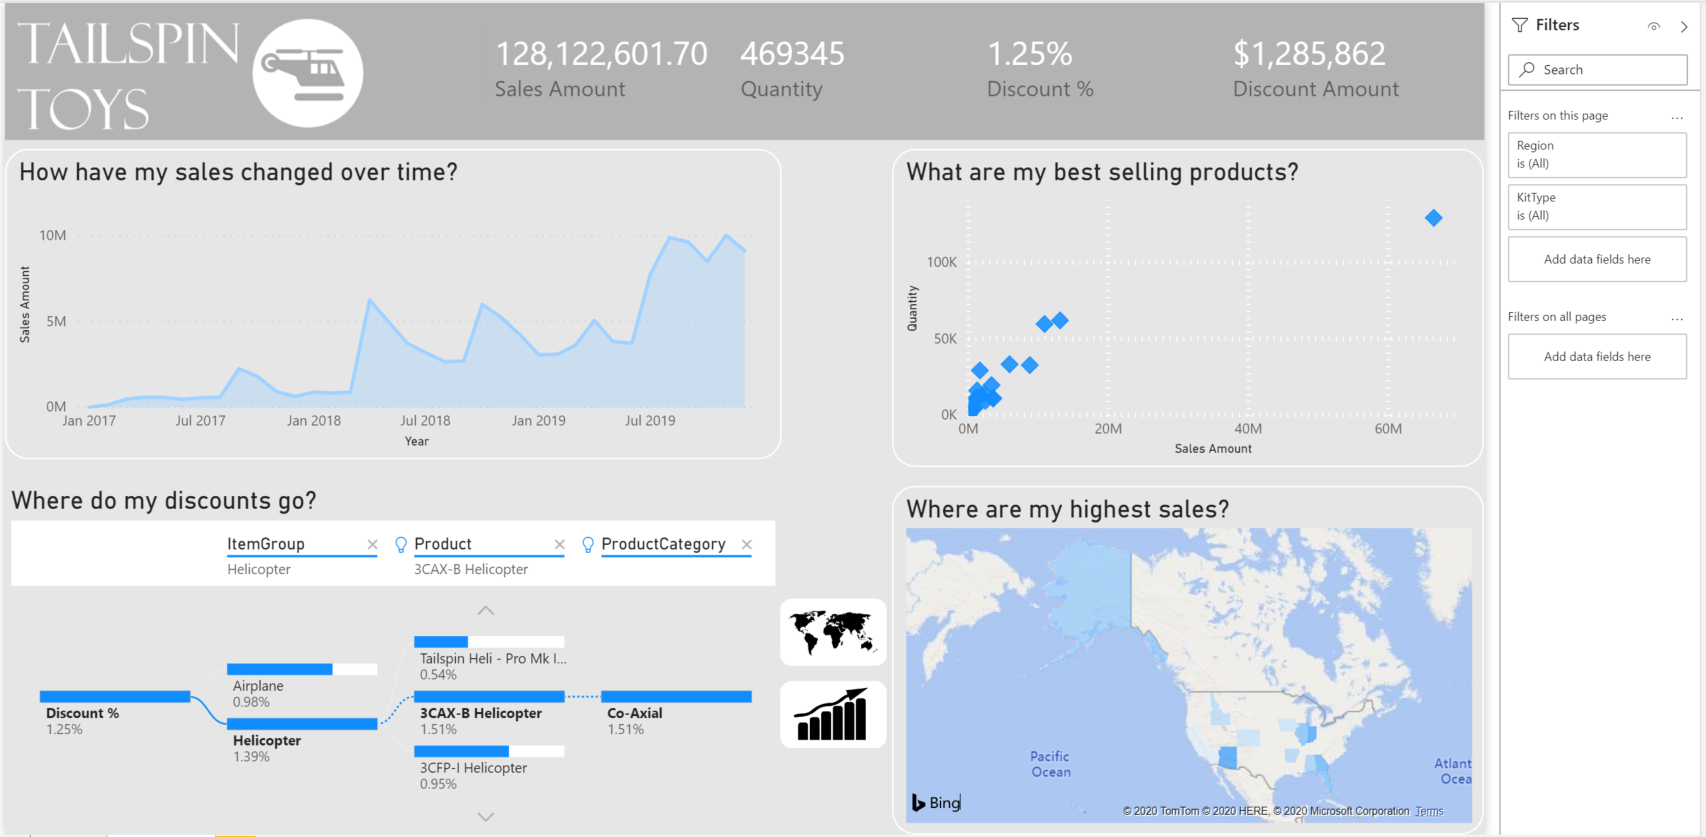 TAILSPIN
TOYS
128,122,601.70
Sales Amount
469345
Quantity
1.25%
Discount %
$1,285,862
Discount Amount
How have my sales changed over time?
10M
5M
0M
Sales Amount
Jan 2017
Jul 2017
Jan 2018
Jul 2018
Jan 2019
Jul 2019
Year
What are my best selling products?
100K
50K
0K
Quantity
0M
20M
40M
60M
Sales Amount
Where do my discounts go?
ItemGroup
Helicopter
Product
3CAX-B Helicopter
ProductCategory
Discount %
1.25%
Airplane
0.98%
Helicopter
1.39%
Tailspin Heli - Pro Mk I...
0.54%
3CAX-B Helicopter
1.51%
3CFP-I Helicopter
0.95%
Co-Axial
1.51%
Where are my highest sales?
Pacific
Ocean
Atlant
Ocea
Bing
© 2020 TomTom © 2020 HERE, © 2020 Microsoft Corporation Terms
Filters
Search
Filters on this page
...
Region
is (All)
KitType
is (All)
Add data fields here
Filters on all pages
...
Add data fields here